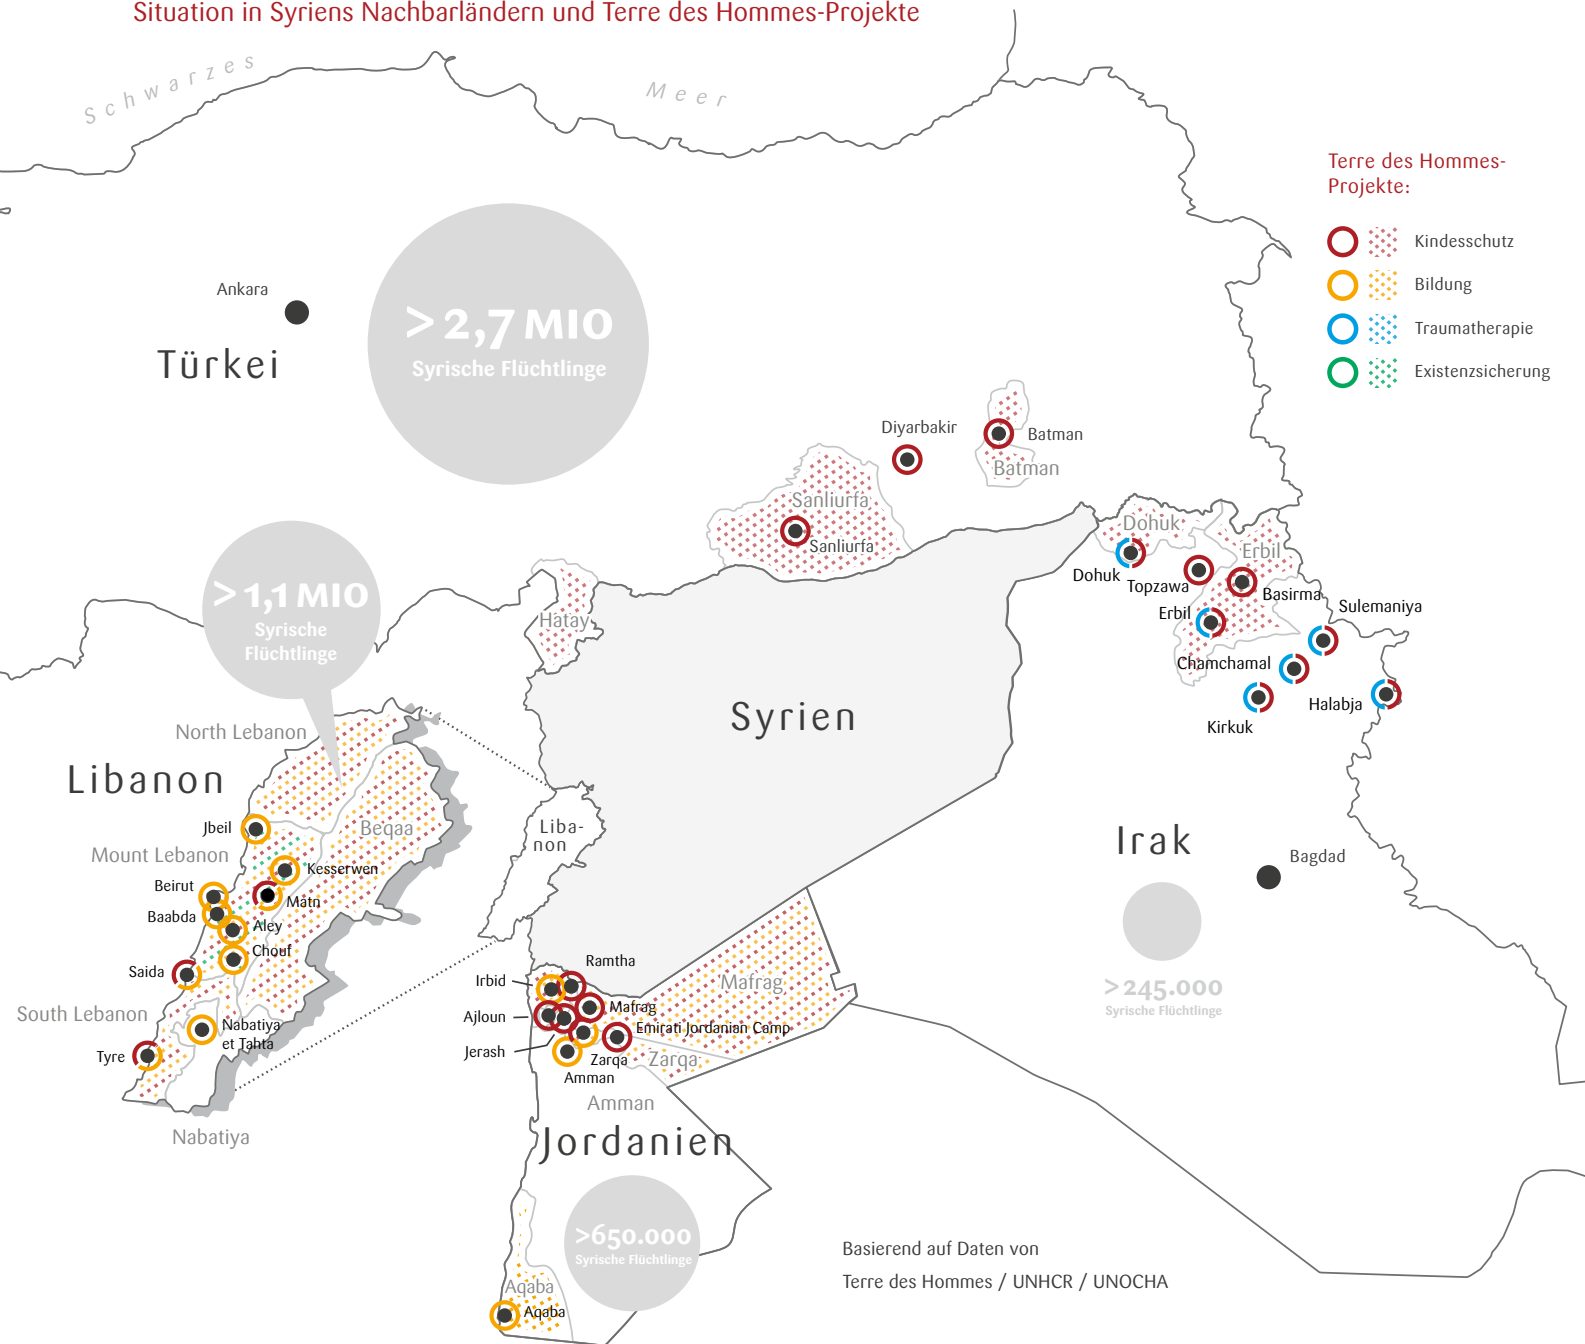 Situation in Syriens Nachbarländern und Terre des Hommes-Projekte
Schwarzes
Meer
Terre des Hommes-
Projekte:
Kindesschutz
Bildung
Traumatherapie
Existenzsicherung
Ankara
Türkei
> 2,7 MIO
Syrische Flüchtlinge
Diyarbakir
Batman
Batman
Sanliurfa
Sanliurfa
Hatay
Dohuk
Dohuk
Erbil
Topzawa
Basirma
Erbil
Sulemaniya
Chamchamal
Halabja
Kirkuk
> 1,1 MIO
Syrische
Flüchtlinge
Syrien
North Lebanon
Libanon
Jbeil
Beqaa
Mount Lebanon
Kesserwen
Beirut
Matn
Baabda
Aley
Chouf
Saida
South Lebanon
Nabatiya
et Tahta
Tyre
Nabatiya
Liba-
non
Irak
Bagdad
> 245.000
Syrische Flüchtlinge
Ramtha
Irbid
Mafrag
Ajloun
Mafrag
Emirati Jordanian Camp
Jerash
Zarqa
Zarqa
Amman
Amman
Jordanien
>650.000
Syrische Flüchtlinge
Aqaba
Aqaba
Basierend auf Daten von
Terre des Hommes / UNHCR / UNOCHA